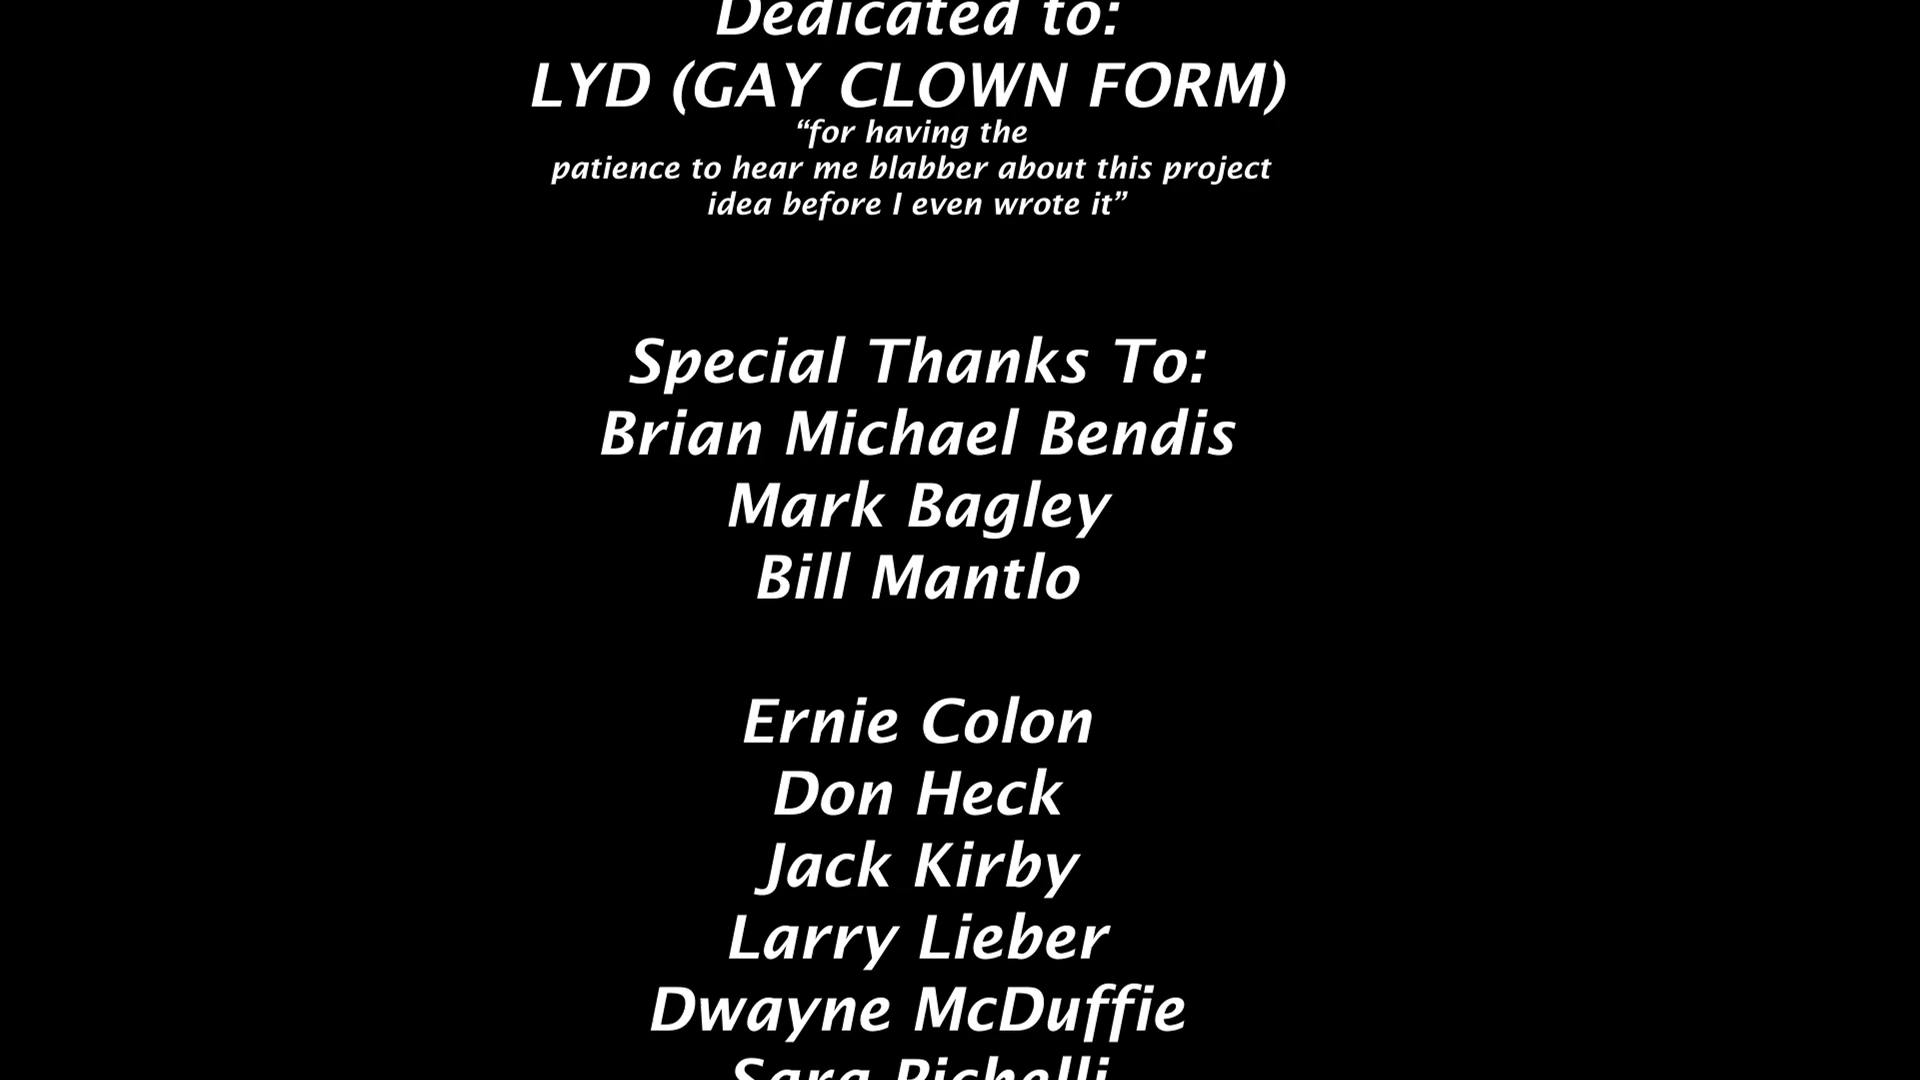 Dedicated to:
LYD (GAY CLOWN FORM)
“for having the
patience to hear me blabber about this project
idea before I even wrote it”
Special Thanks To:
Brian Michael Bendis
Mark Bagley
Bill Mantlo
Ernie Colon
Don Heck
Jack Kirby
Larry Lieber
Dwayne McDuffie
Sara Pichelli